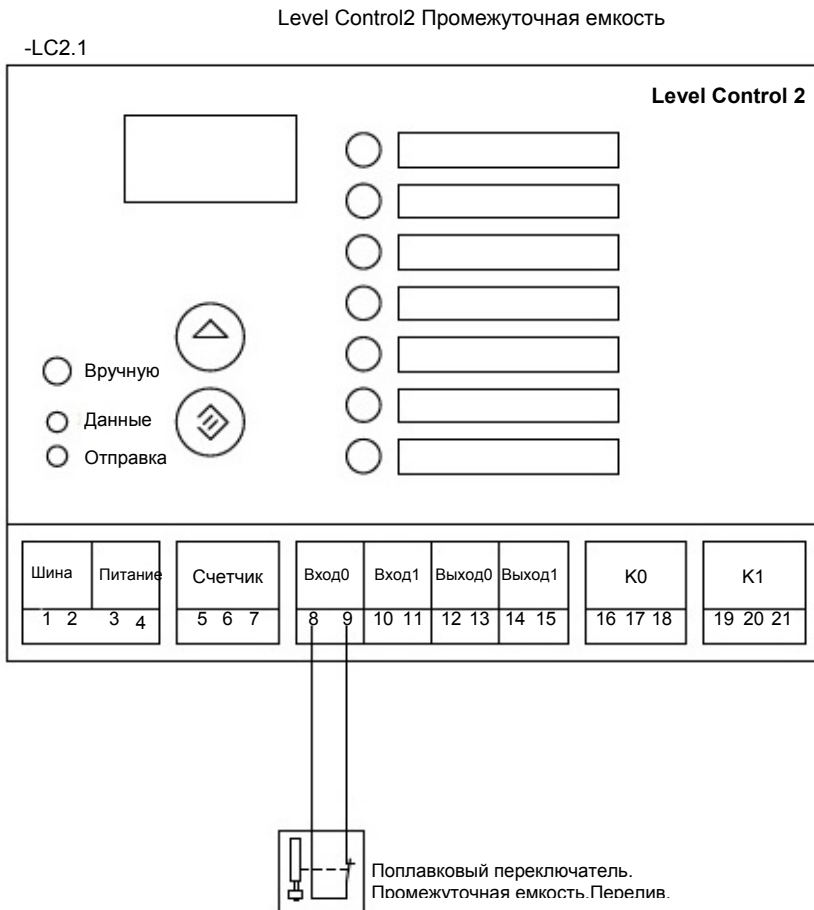 Level Control2 Промежуточная емкость
-LC2.1
Level Control 2
Вручную
Данные
Отправка
Шина Питание Счетчик Вход0 Вход1 Выход0 Выход1 K0 K1
1 2 3 4 5 6 7 8 9 10 11 12 13 14 15 16 17 18 19 20 21
Поплавковый переключатель.
Промежуточная емкость.Перелив.